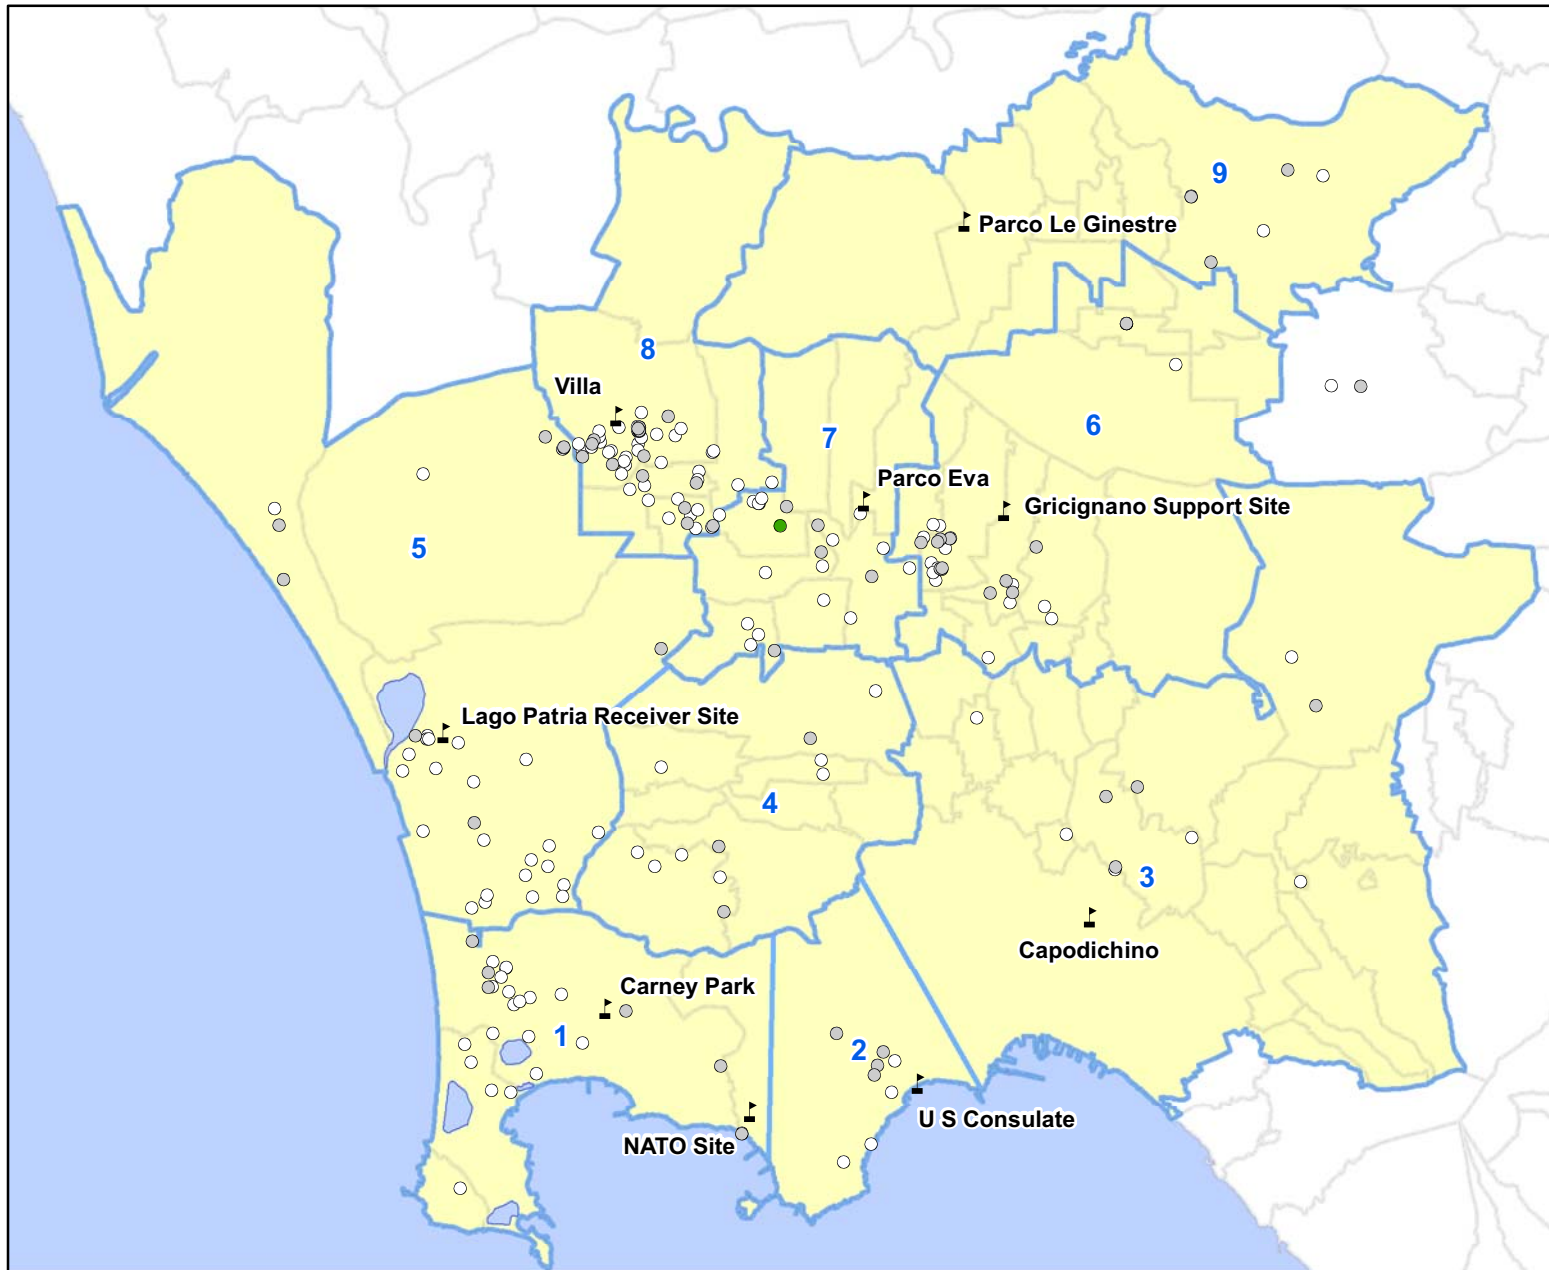 9
Parco Le Ginestre
8
Villa
7
6
Parco Eva
Gricignano Support Site
5
Lago Patria Receiver Site
4
3
Capodichino
Carney Park
1
2
U S Consulate
NATO Site